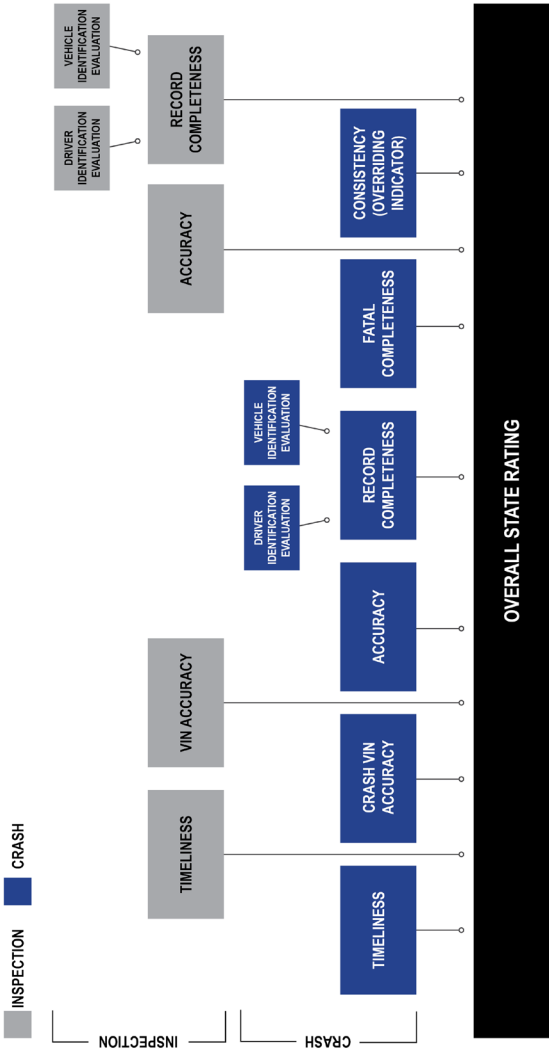 INSPECTION
CRASH
INSPECTION
TIMELINESS
VIN ACCURACY
ACCURACY
DRIVER
IDENTIFICATION
EVALUATION
VEHICLE
IDENTIFICATION
EVALUATION
RECORD
COMPLETENESS
CRASH
TIMELINESS
CRASH VIN
ACCURACY
ACCURACY
DRIVER
IDENTIFICATION
EVALUATION
VEHICLE
IDENTIFICATION
EVALUATION
RECORD
COMPLETENESS
FATAL
COMPLETENESS
CONSISTENCY
(OVERRIDING
INDICATOR)
OVERALL STATE RATING